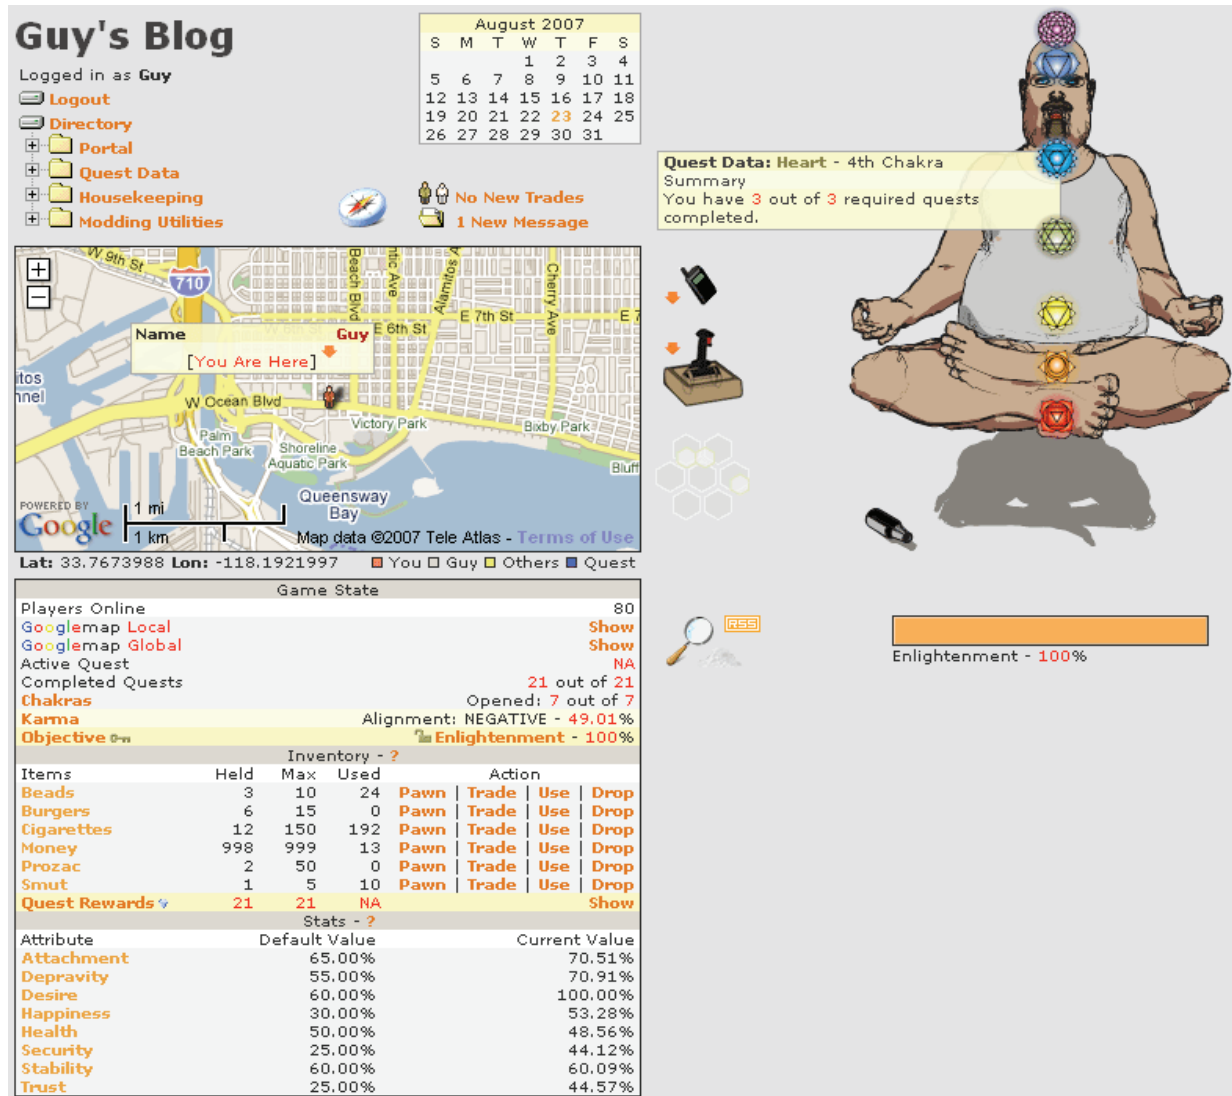 Guy's Blog
Logged in as Guy
Logout
Directory
Portal
Quest Data
Housekeeping
Modding Utilities
August 2007
S M T W T F S
1 2 3 4
5 6 7 8 9 10 11
12 13 14 15 16 17 18
19 20 21 22 23 24 25
26 27 28 29 30 31
No New Trades
1 New Message
Quest Data: Heart - 4th Chakra
Summary
You have 3 out of 3 required quests
completed.
W 9th St
710
Beach Blvd
ntic Ave
Alamitos A
Cherry Ave
E 7th St
E 7
W 6th St
E 6th St
Name Guy
[You Are Here]
itos
nnel
W Ocean Blvd
Victory Park
Bixby Park
Palm
Beach Park
Shoreline
Aquatic Park
Bluff
Queensway
Bay
POWERED BY
Google
1 mi
1 km
Map data ©2007 Tele Atlas - Terms of Use
Lat: 33.7673988 Lon: -118.1921997 You Guy Others Quest
Game State
Players Online 80
Googlemap Local Show
Googlemap Global Show
Active Quest NA
Completed Quests 21 out of 21
Chakras Opened: 7 out of 7
Karma Alignment: NEGATIVE - 49.01%
Objective Enlightenment - 100%
Inventory - ?
Items Held Max Used Action
Beads 3 10 24 Pawn | Trade | Use | Drop
Burgers 6 15 0 Pawn | Trade | Use | Drop
Cigarettes 12 150 192 Pawn | Trade | Use | Drop
Money 998 999 13 Pawn | Trade | Use | Drop
Prozac 2 50 0 Pawn | Trade | Use | Drop
Smut 1 5 10 Pawn | Trade | Use | Drop
Quest Rewards 21 21 NA Show
Stats - ?
Attribute Default Value Current Value
Attachment 65.00% 70.51%
Depravity 55.00% 70.91%
Desire 60.00% 100.00%
Happiness 30.00% 53.28%
Health 50.00% 48.56%
Security 25.00% 44.12%
Stability 60.00% 60.09%
Trust 25.00% 44.57%
RSS
Enlightenment - 100%